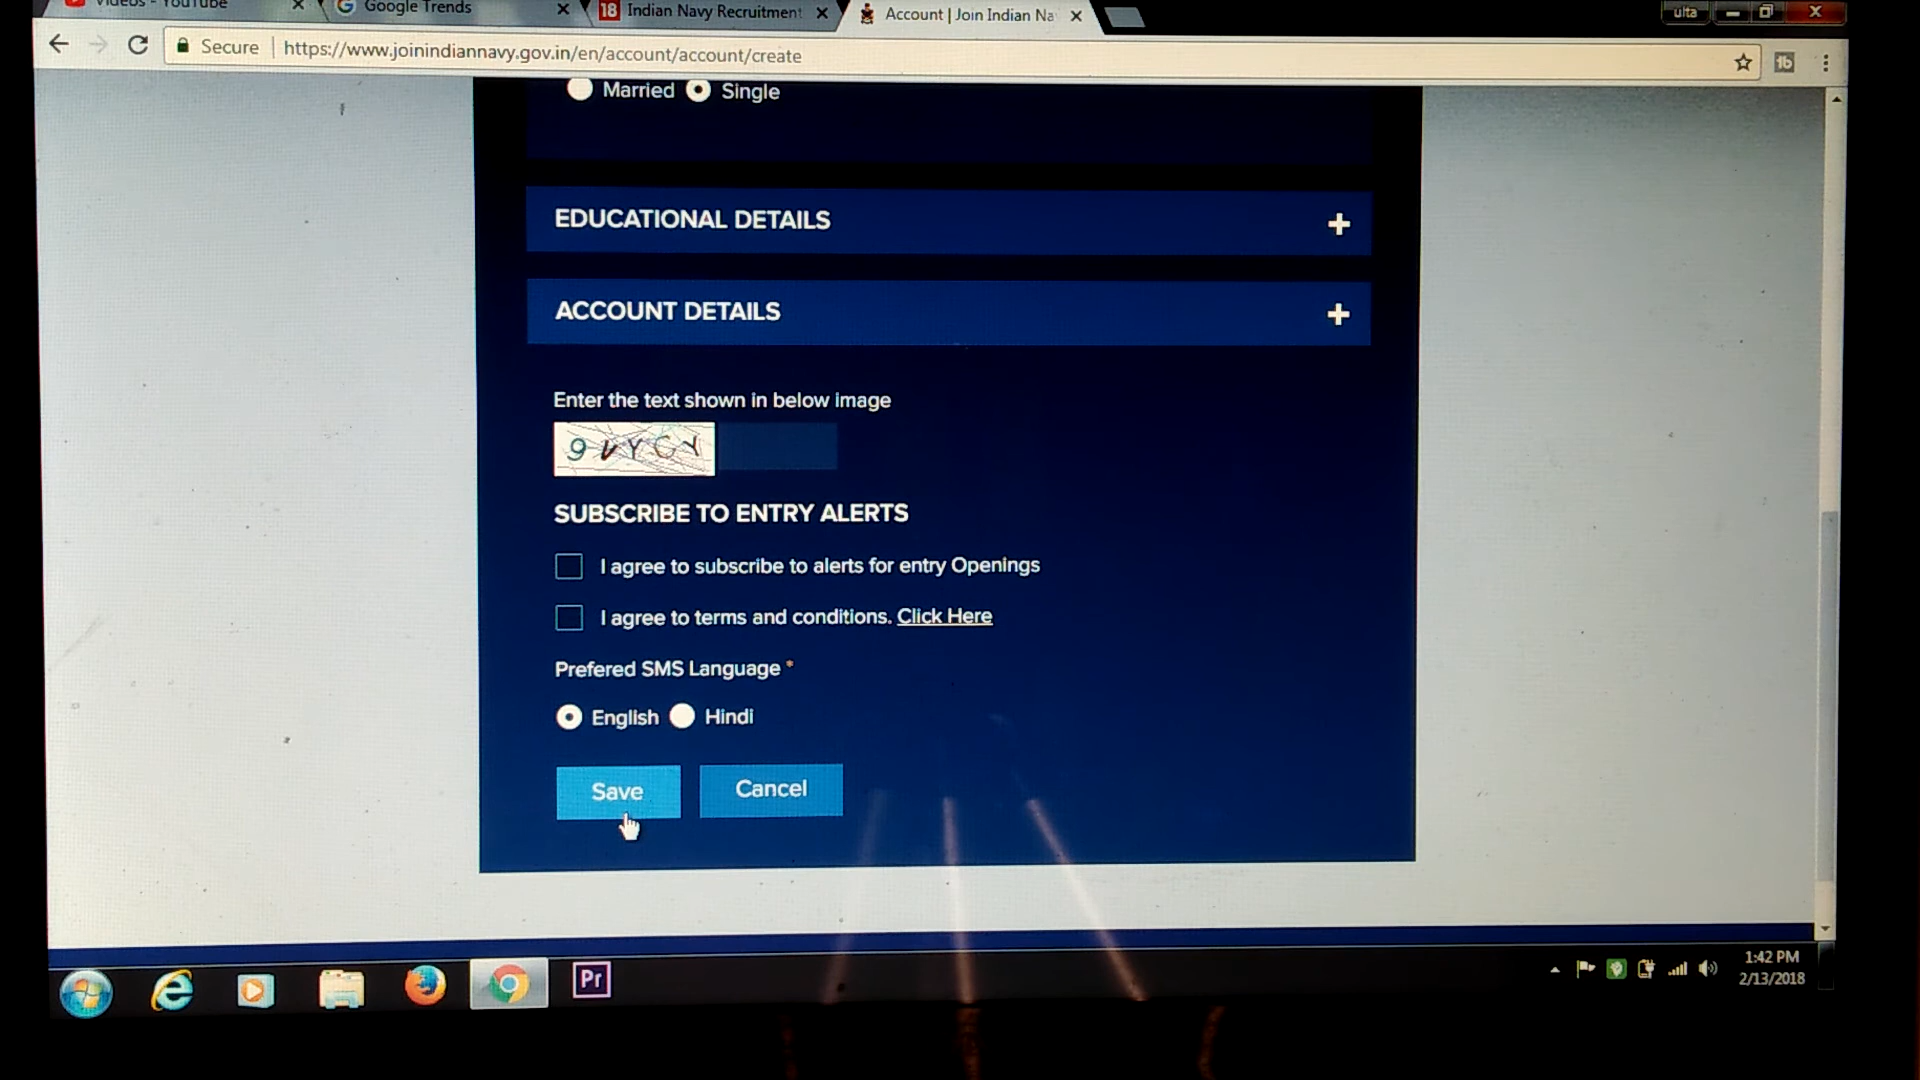 Videos - YouTube
Google Trends
18 Indian Navy Recruitment
Account | Join Indian Na
ulta
Secure https://www.joinindiannavy.gov.in/en/account/account/create
Married Single
EDUCATIONAL DETAILS +
ACCOUNT DETAILS +
Enter the text shown in below image
SUBSCRIBE TO ENTRY ALERTS
I agree to subscribe to alerts for entry Openings
I agree to terms and conditions. Click Here
Prefered SMS Language *
English Hindi
Save Cancel
Pr
1:42 PM
2/13/2018